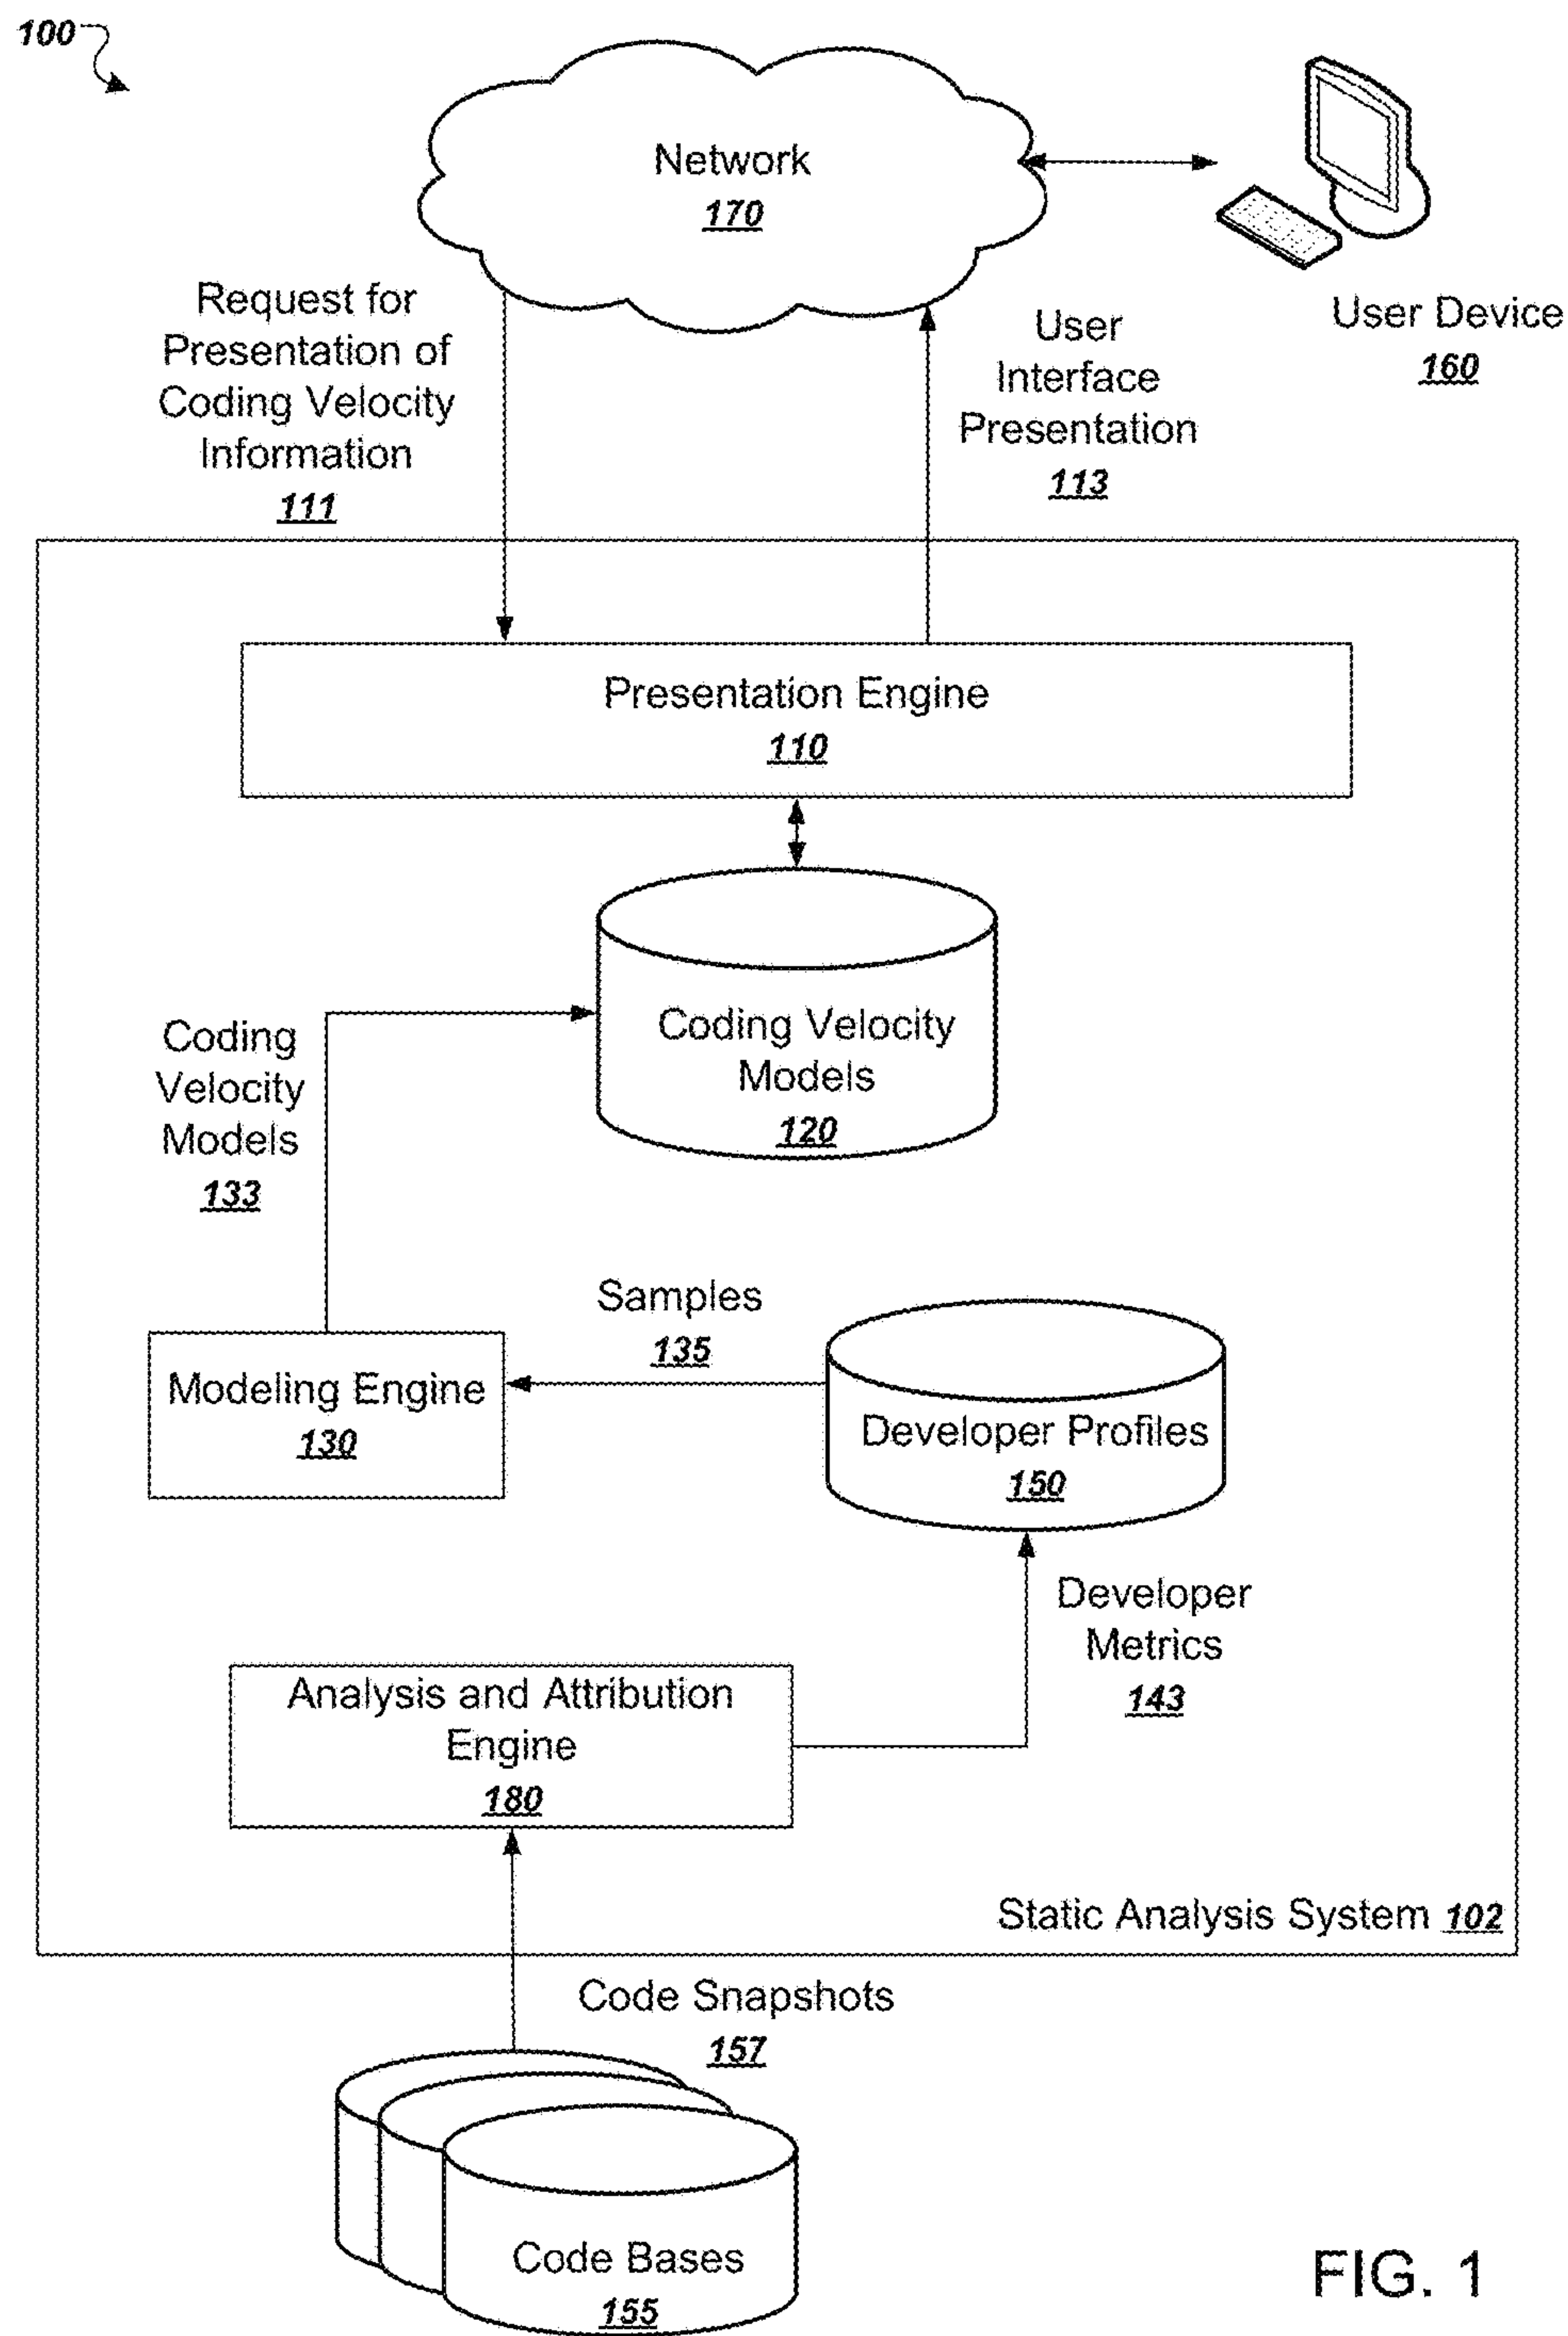 100
Network
170
User Device
160
Request for
Presentation of
Coding Velocity
Information
111
User
Interface
Presentation
113
Presentation Engine
110
Coding Velocity
Models
120
Coding
Velocity
Models
133
Samples
135
Modeling Engine
130
Developer Profiles
150
Developer
Metrics
143
Analysis and Attribution
Engine
180
Static Analysis System 102
Code Snapshots
157
Code Bases
155
FIG. 1